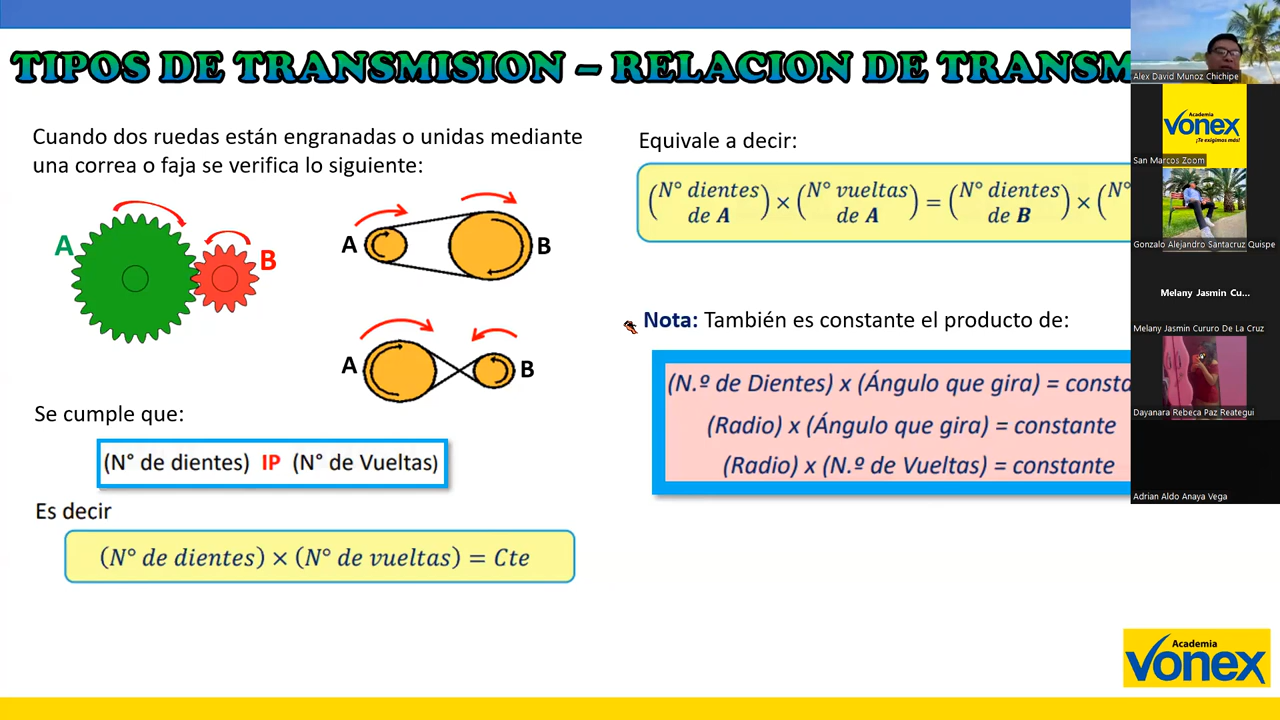 TIPOS DE TRANSMISION – RELACION DE TRANSM
Cuando dos ruedas están engranadas o unidas mediante
una correa o faja se verifica lo siguiente:
A
B
A
B
A
B
Se cumple que:
(N° de dientes) IP (N° de Vueltas)
Es decir
(N° de dientes) × (N° de vueltas) = Cte
Equivale a decir:
(N° dientes de A) × (N° vueltas de A) = (N° dientes de B) × (N°
Nota: También es constante el producto de:
(N.º de Dientes) x (Ángulo que gira) = consta
(Radio) x (Ángulo que gira) = constante
(Radio) x (N.º de Vueltas) = constante
Alex David Munoz Chichipe
Academia
vonex
¡Te exigimos más!
San Marcos Zoom
Gonzalo Alejandro Santacruz Quispe
Melany Jasmin Cu...
Melany Jasmin Cururo De La Cruz
Dayanara Rebeca Paz Reategui
Adrian Aldo Anaya Vega
Academia
vonex